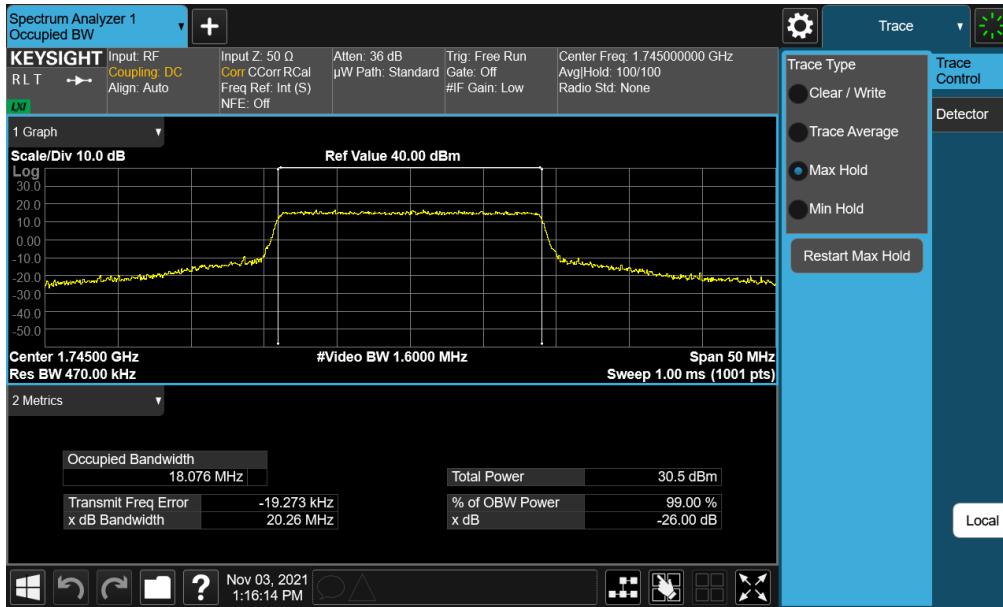 Spectrum Analyzer 1
Occupied BW
Trace
KEYSIGHT
R L T
LXI
Input: RF
Coupling: DC
Align: Auto
Input Z: 50 Ω
Corr CCorr RCal
Freq Ref: Int (S)
NFE: Off
Atten: 36 dB
µW Path: Standard
Trig: Free Run
Gate: Off
#IF Gain: Low
Center Freq: 1.745000000 GHz
Avg|Hold: 100/100
Radio Std: None
Trace Type
Clear / Write
Trace Average
Max Hold
Min Hold
Restart Max Hold
Trace
Control
Detector
Local
1 Graph
Scale/Div 10.0 dB
Ref Value 40.00 dBm
Log
30.0
20.0
10.0
0.00
-10.0
-20.0
-30.0
-40.0
-50.0
Center 1.74500 GHz
#Video BW 1.6000 MHz
Span 50 MHz
Res BW 470.00 kHz
Sweep 1.00 ms (1001 pts)
2 Metrics
Occupied Bandwidth
18.076 MHz
Total Power 30.5 dBm
Transmit Freq Error -19.273 kHz
% of OBW Power 99.00 %
x dB Bandwidth 20.26 MHz
x dB -26.00 dB
?
Nov 03, 2021
1:16:14 PM